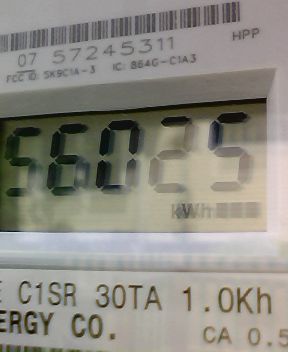 HPP
07 57245311
FCC ID: SK9C1A-3 IC: 864G-C1A3
56025
kWh
C1SR 30TA 1.0Kh
ERGY CO.
CA 0.5